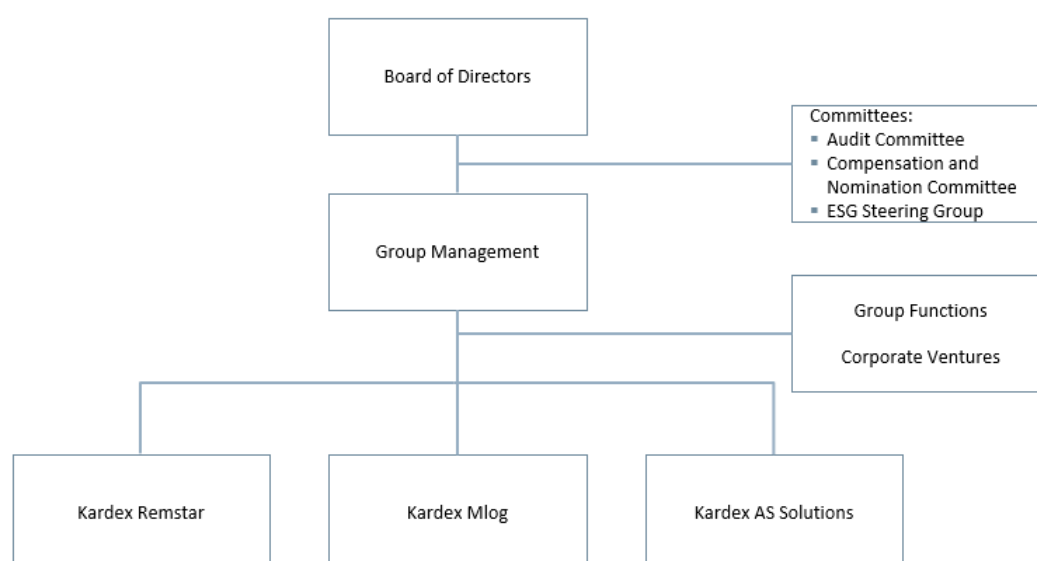 Board of Directors
Committees:
▪ Audit Committee
▪ Compensation and
Nomination Committee
▪ ESG Steering Group
Group Management
Group Functions
Corporate Ventures
Kardex Remstar
Kardex Mlog
Kardex AS Solutions